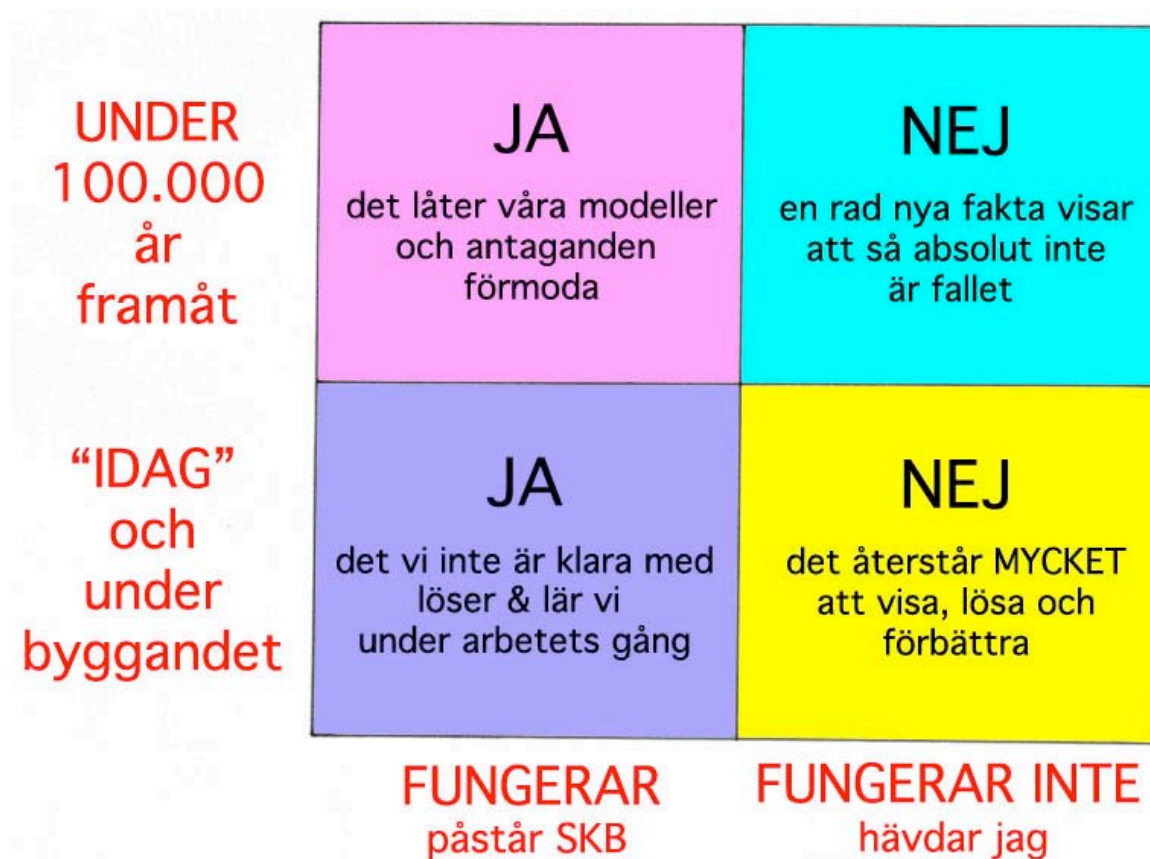 UNDER
100.000
år
framåt
JA
det låter våra modeller
och antaganden
förmoda
NEJ
en rad nya fakta visar
att så absolut inte
är fallet
“IDAG”
och
under
byggandet
JA
det vi inte är klara med
löser & lär vi
under arbetets gång
NEJ
det återstår MYCKET
att visa, lösa och
förbättra
FUNGERAR
påstår SKB
FUNGERAR INTE
hävdar jag